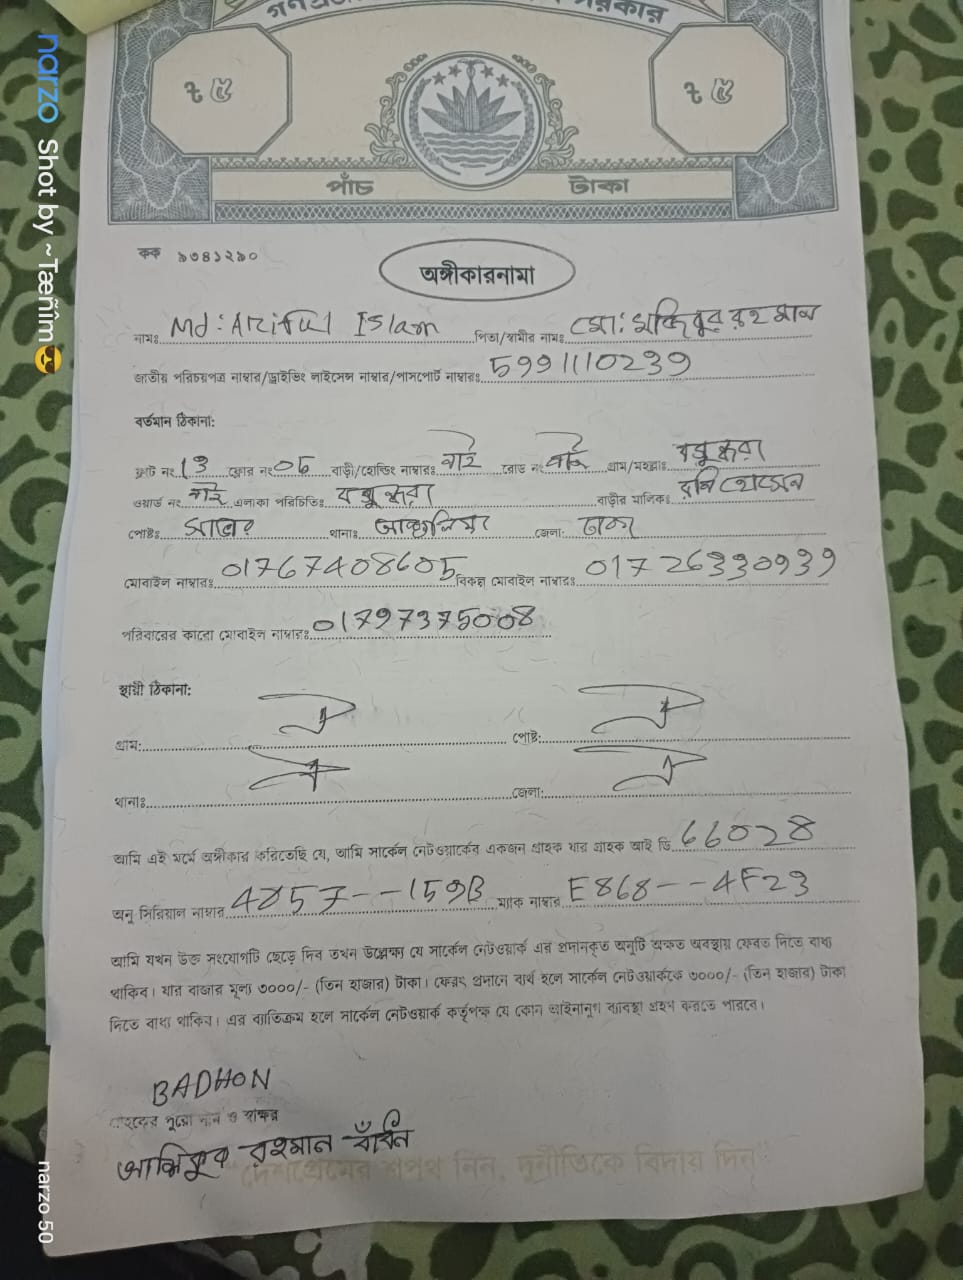 সরকার
৳ ৫ ৳ ৫
পাঁচ টাকা
কক ৯৩৪১২৯০
অঙ্গীকারনামা
নামঃ Md: Ariful Islam পিতা/স্বামীর নামঃ মো: মজিবুর রহমান
জাতীয় পরিচয়পত্র নাম্বার/ড্রাইভিং লাইসেন্স নাম্বার/পাসপোর্ট নাম্বারঃ 5991110239
বর্তমান ঠিকানা:
ফ্লাট নং 13 ফ্লোর নং 05 বাড়ী/হোল্ডিং নাম্বারঃ নাই রোড নং নাই গ্রাম/মহল্লাঃ বসুন্ধরা
ওয়ার্ড নং নাই এলাকা পরিচিতিঃ বসুন্ধরা বাড়ীর মালিকঃ রনি হোসেন
পোষ্টঃ সাভার থানাঃ আশুলিয়া জেলা: ঢাকা
মোবাইল নাম্বারঃ 01767408605 বিকল্প মোবাইল নাম্বারঃ 01726330939
পরিবারের কারো মোবাইল নাম্বারঃ 01797375008
স্থায়ী ঠিকানা:
গ্রাম: পোষ্ট:
থানাঃ জেলা:
আমি এই মর্মে অঙ্গীকার করিতেছি যে, আমি সার্কেল নেটওয়ার্কের একজন গ্রাহক যার গ্রাহক আই ডি 66028
অনু সিরিয়াল নাম্বার 4857--159B ম্যাক নাম্বার E868--4F23
আমি যখন উক্ত সংযোগটি ছেড়ে দিব তখন উল্লেক্ষ্য যে সার্কেল নেটওয়ার্ক এর প্রদানকৃত অনুটি অক্ষত অবস্থায় ফেরত দিতে বাধ্য
থাকিব। যার বাজার মূল্য ৩০০০/- (তিন হাজার) টাকা। ফেরৎ প্রদানে ব্যর্থ হলে সার্কেল নেটওয়ার্ককে ৩০০০/- (তিন হাজার) টাকা
দিতে বাধ্য থাকিব। এর ব্যতিক্রম হলে সার্কেল নেটওয়ার্ক কর্তৃপক্ষ যে কোন আইনানুগ ব্যবস্থা গ্রহণ করতে পারবে।
BADHON
গ্রাহকের পুরো নাম ও স্বাক্ষর
রহমান বাঁধন
"দেশপ্রেমের শপথ নিন, দুর্নীতিকে বিদায় দিন"
narzo Shot by ~Tæñîm😎
narzo 50